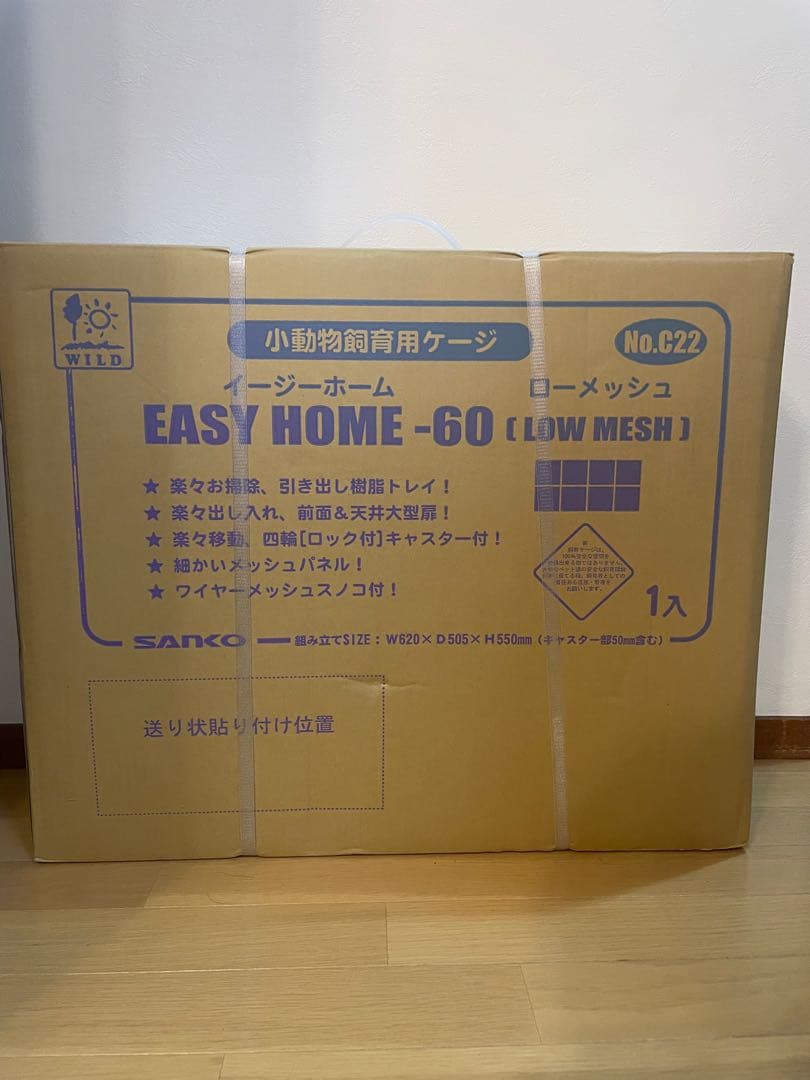 WILD
小動物飼育用ケージ
No.C22
イージーホーム
ローメッシュ
EASY HOME -60 [ LOW MESH ]
★ 楽々お掃除、引き出し樹脂トレイ!
★ 楽々出し入れ、前面&天井大型扉!
★ 楽々移動、四輪[ロック付]キャスター付!
★ 細かいメッシュパネル!
★ ワイヤーメッシュスノコ付!
1入
SANKO
組み立てSIZE:W620×D505×H550mm(キャスター部50mm含む)
送り状貼り付け位置